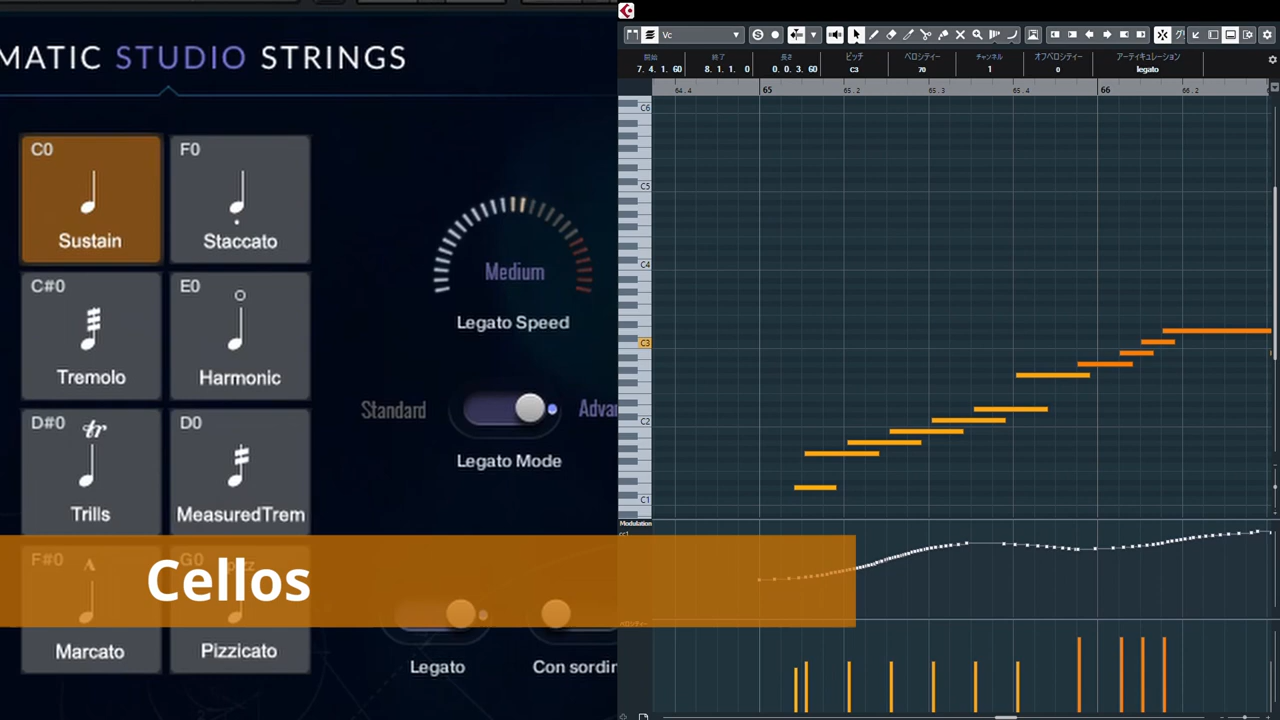 MATIC STUDIO STRINGS
C0
Sustain
F0
Staccato
C#0
Tremolo
E0
Harmonic
D#0
tr
Trills
D0
MeasuredTrem
F#0
Marcato
G0
Pizzicato
Medium
Legato Speed
Standard
Advan
Legato Mode
Legato
Con sordin
Cellos
Vc
開始
7. 4. 1. 60
終了
8. 1. 1. 0
長さ
0. 0. 3. 60
ピッチ
C3
ベロシティー
70
チャンネル
1
オフベロシティー
0
アーティキュレーション
legato
64.4
65
65.2
65.3
65.4
66
66.2
C6
C5
C4
C3
C2
C1
Modulation